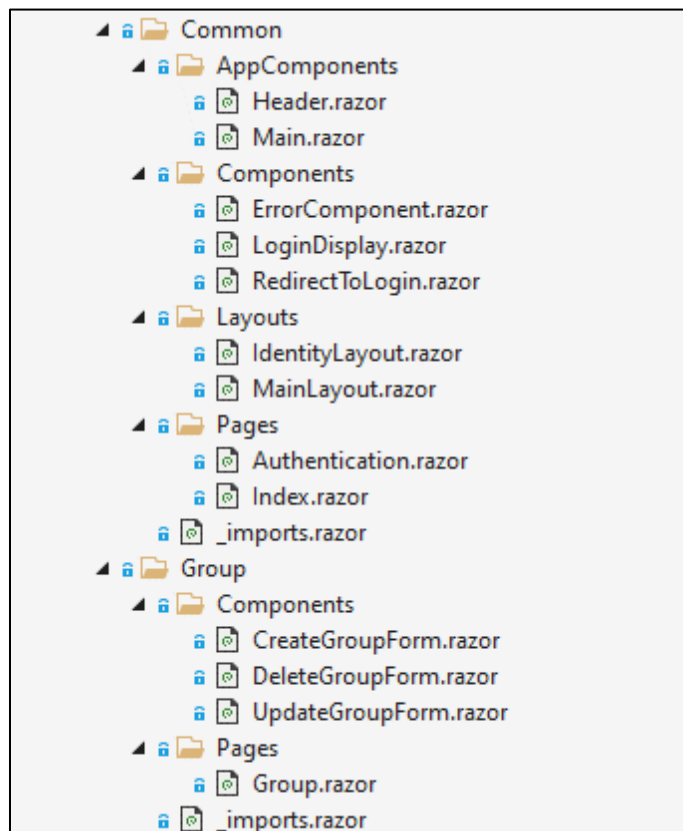 Common
AppComponents
Header.razor
Main.razor
Components
ErrorComponent.razor
LoginDisplay.razor
RedirectToLogin.razor
Layouts
IdentityLayout.razor
MainLayout.razor
Pages
Authentication.razor
Index.razor
_imports.razor
Group
Components
CreateGroupForm.razor
DeleteGroupForm.razor
UpdateGroupForm.razor
Pages
Group.razor
_imports.razor